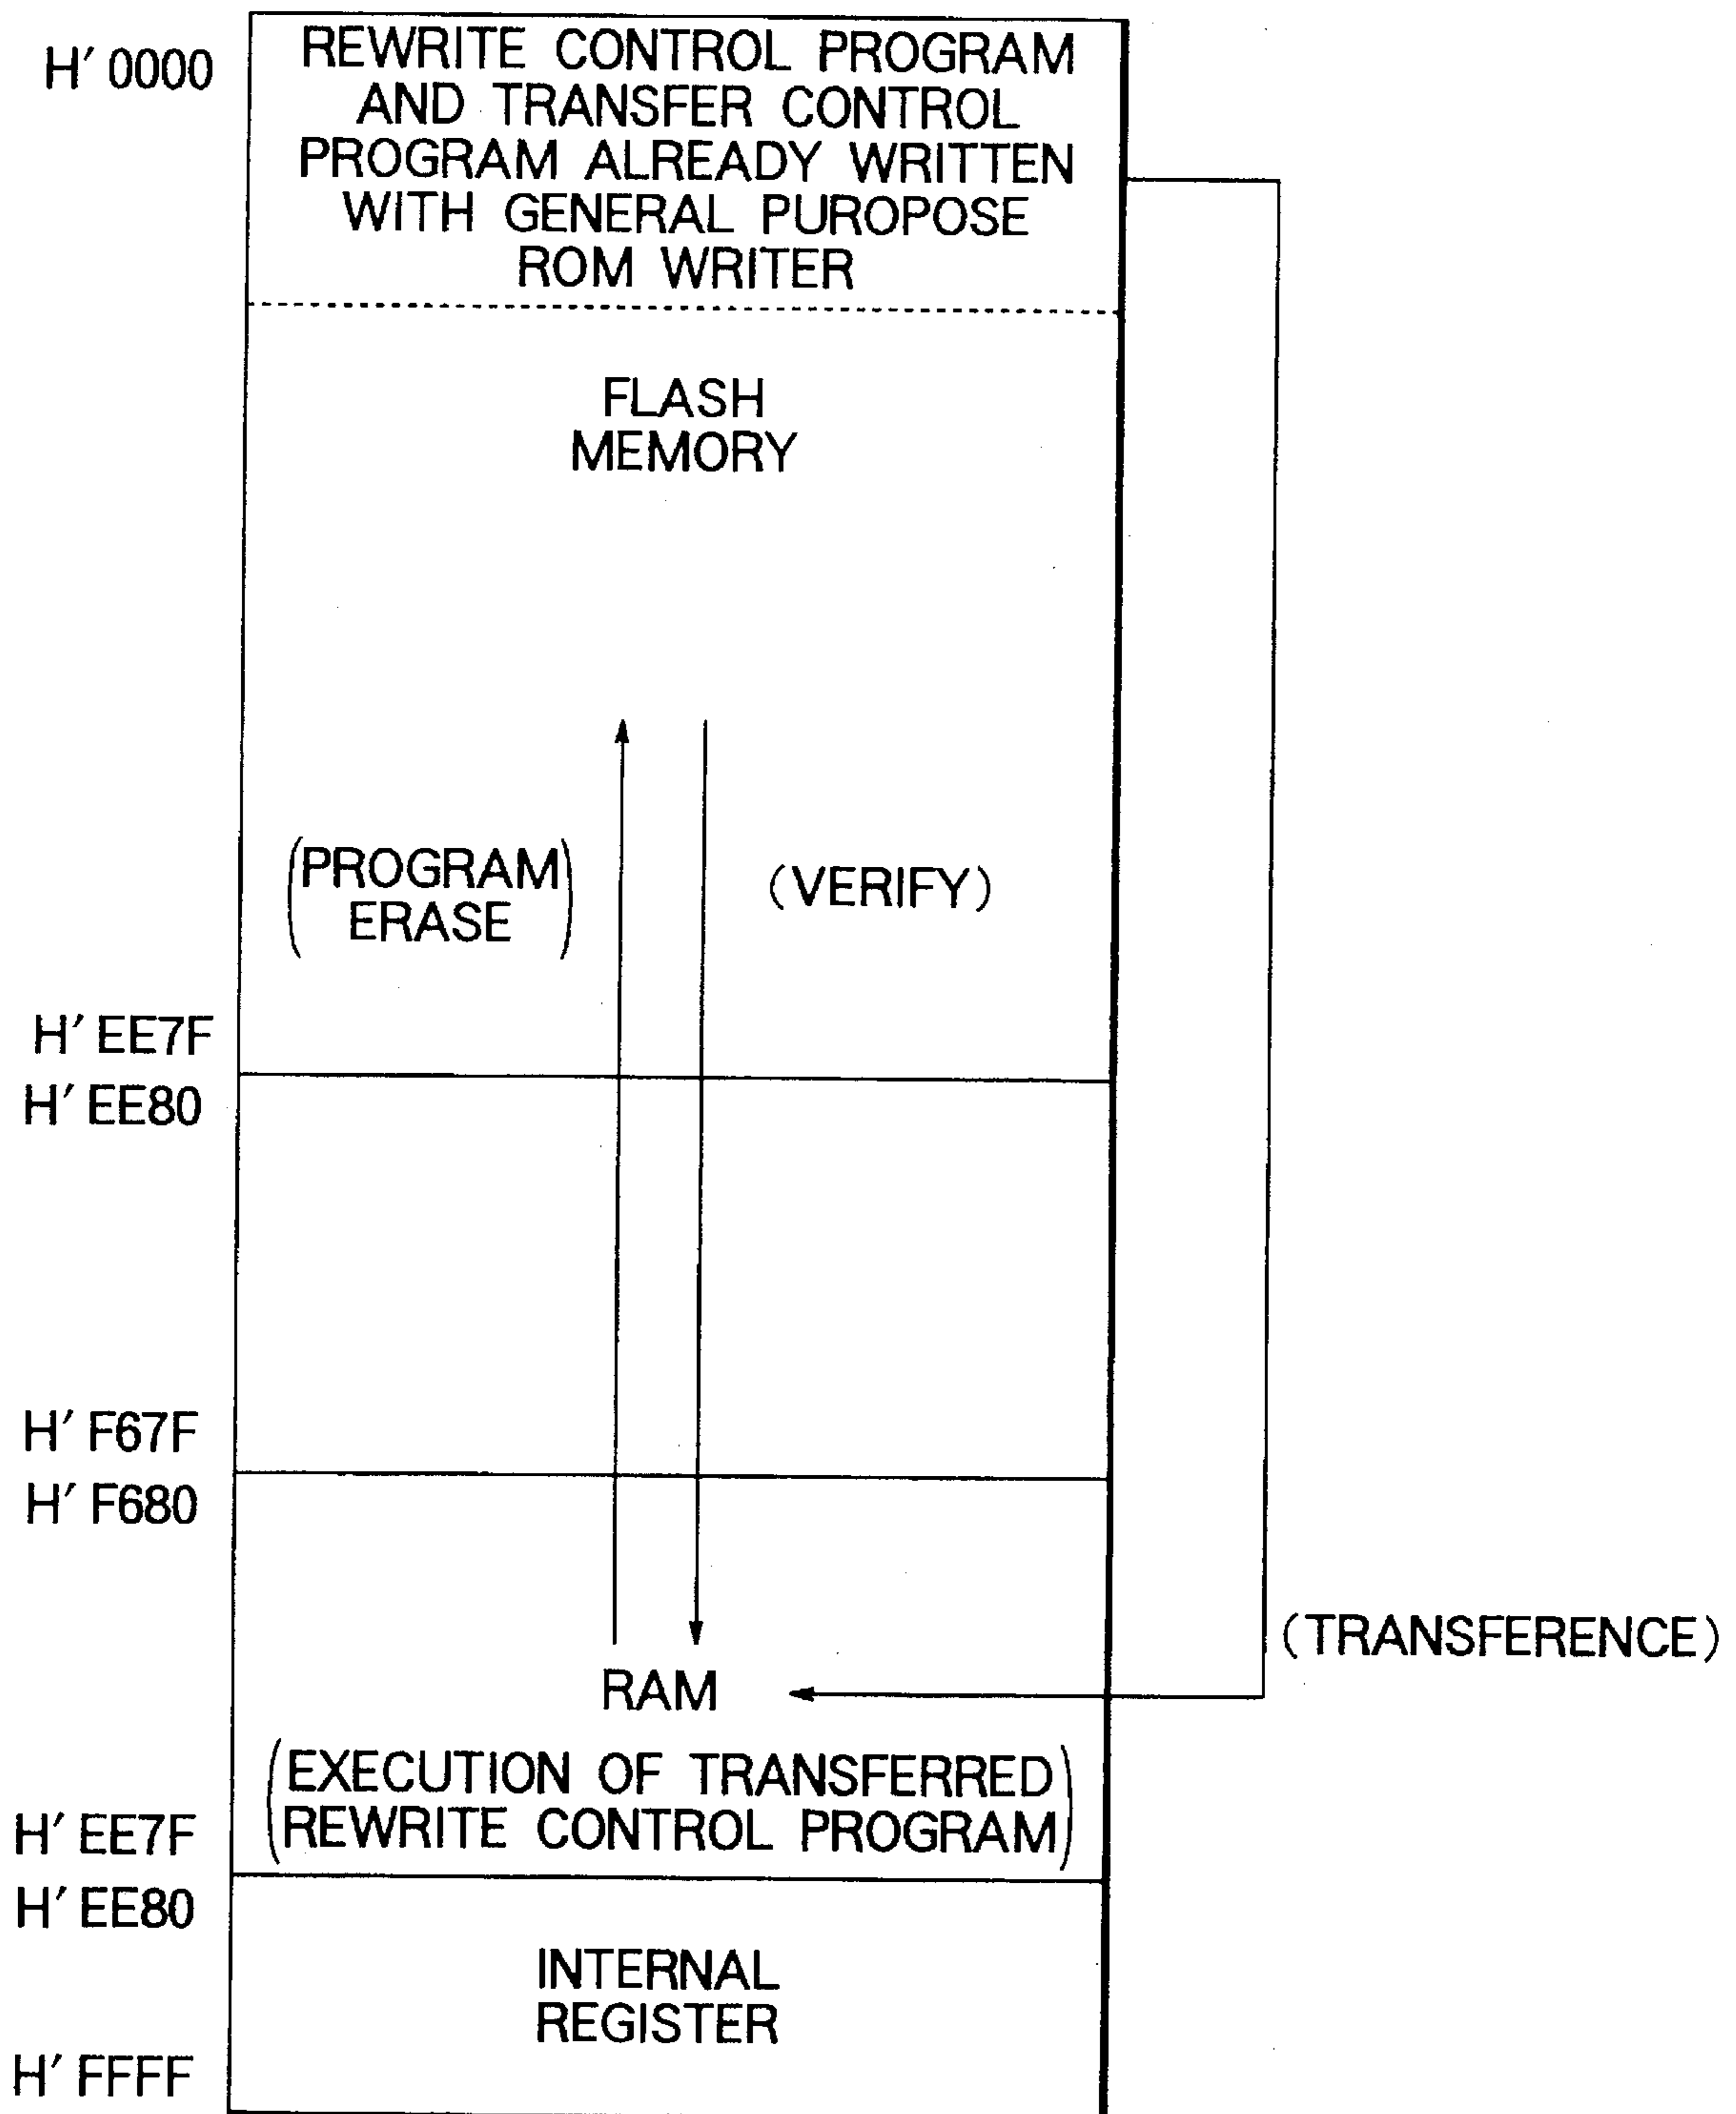 H' 0000
REWRITE CONTROL PROGRAM
AND TRANSFER CONTROL
PROGRAM ALREADY WRITTEN
WITH GENERAL PUROPOSE
ROM WRITER
FLASH
MEMORY
(PROGRAM
ERASE)
(VERIFY)
H' EE7F
H' EE80
H' F67F
H' F680
(TRANSFERENCE)
RAM
(EXECUTION OF TRANSFERRED
REWRITE CONTROL PROGRAM)
H' EE7F
H' EE80
INTERNAL
REGISTER
H' FFFF